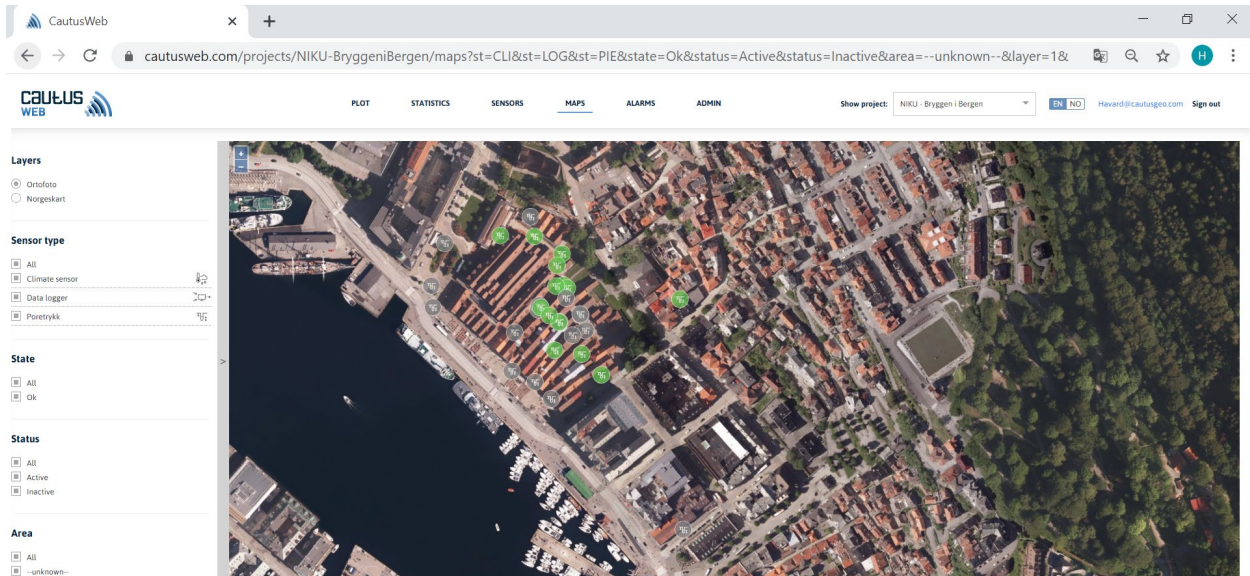 CautusWeb
cautusweb.com/projects/NIKU-BryggeniBergen/maps?st=CLI&st=LOG&st=PIE&state=Ok&status=Active&status=Inactive&area=--unknown--&layer=1&
H
cautus
WEB
PLOT STATISTICS SENSORS MAPS ALARMS ADMIN
Show project: NIKU - Bryggen i Bergen EN NO Havard@cautusgeo.com Sign out
Layers
Ortofoto
Norgeskart
Sensor type
All
Climate sensor
Data logger
Poretrykk
State
All
Ok
Status
All
Active
Inactive
Area
All
--unknown--